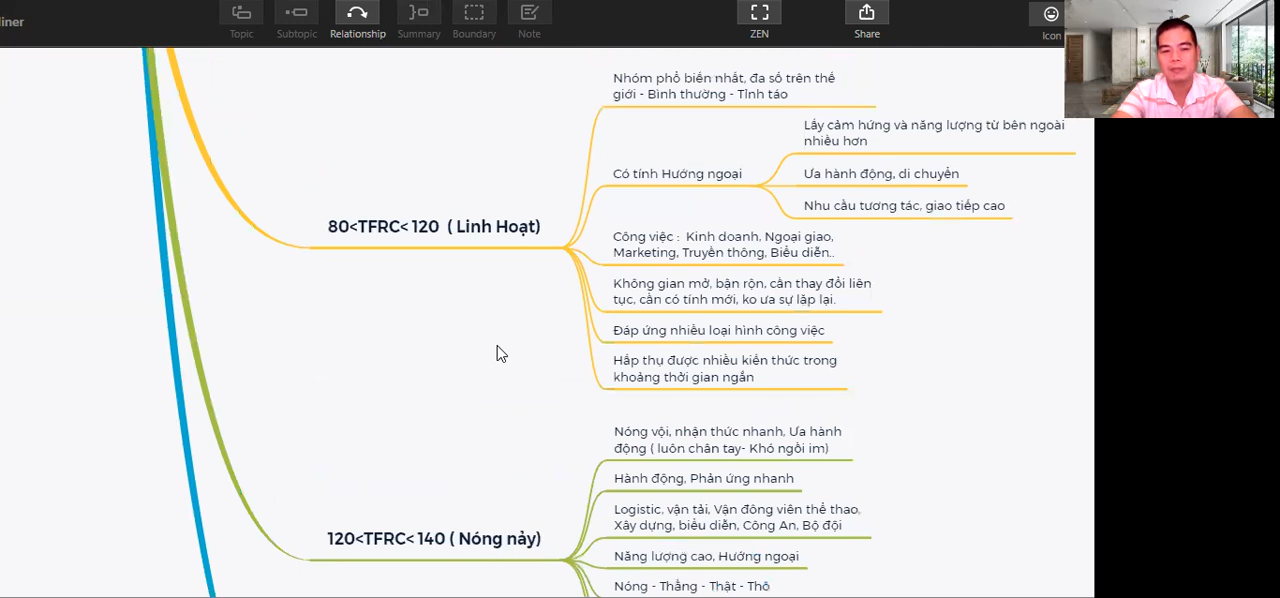 iner
Topic
Subtopic
Relationship
Summary
Boundary
Note
ZEN
Share
Icon
Nhóm phổ biến nhất, đa số trên thế
giới - Bình thường - Tỉnh táo
Lấy cảm hứng và năng lượng từ bên ngoài
nhiều hơn
Có tính Hướng ngoại
Ưa hành động, di chuyển
Nhu cầu tương tác, giao tiếp cao
80<TFRC< 120 ( Linh Hoạt)
Công việc : Kinh doanh, Ngoại giao,
Marketing, Truyền thông, Biểu diễn..
Không gian mở, bận rộn, cần thay đổi liên
tục, cần có tính mới, ko ưa sự lặp lại.
Đáp ứng nhiều loại hình công việc
Hấp thụ được nhiều kiến thức trong
khoảng thời gian ngắn
Nóng vội, nhận thức nhanh, Ưa hành
động ( luôn chân tay- Khó ngồi im)
Hành động, Phản ứng nhanh
Logistic, vận tải, Vận đông viên thể thao,
Xây dựng, biểu diễn, Công An, Bộ đội
120<TFRC< 140 ( Nóng nảy)
Năng lượng cao, Hướng ngoại
Nóng - Thẳng - Thật - Thô